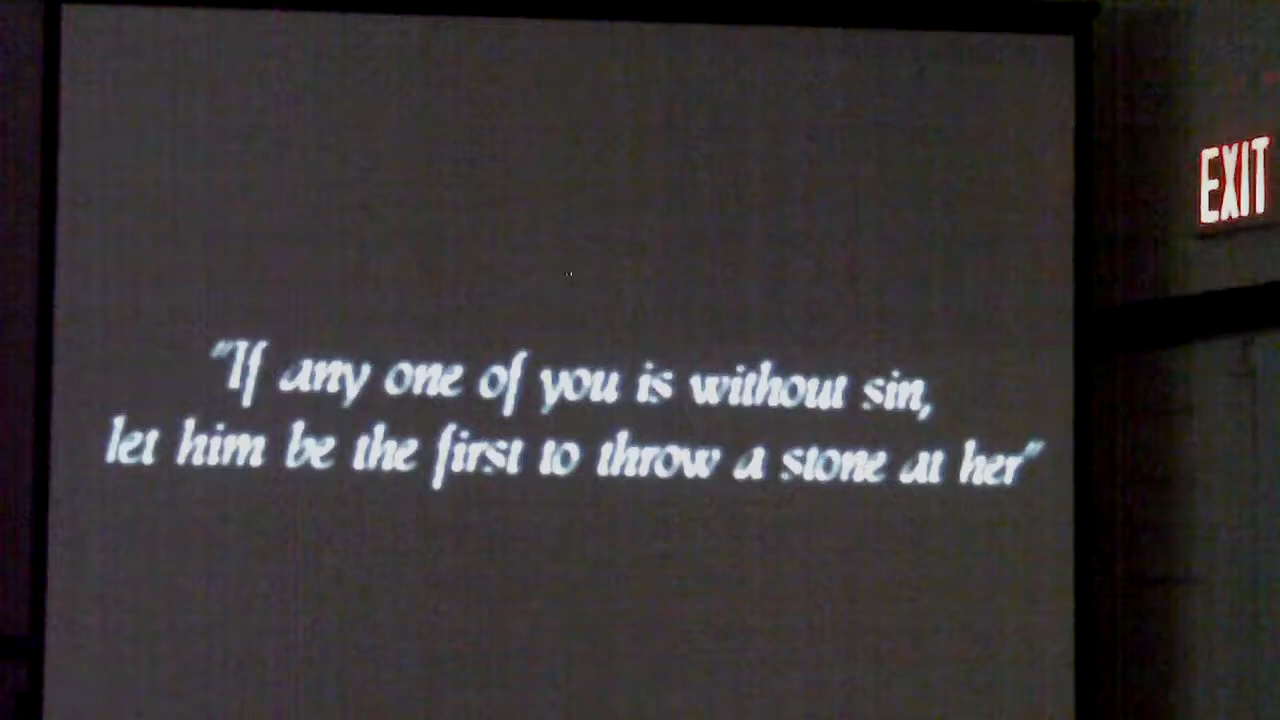 "If any one of you is without sin,
let him be the first to throw a stone at her"
EXIT